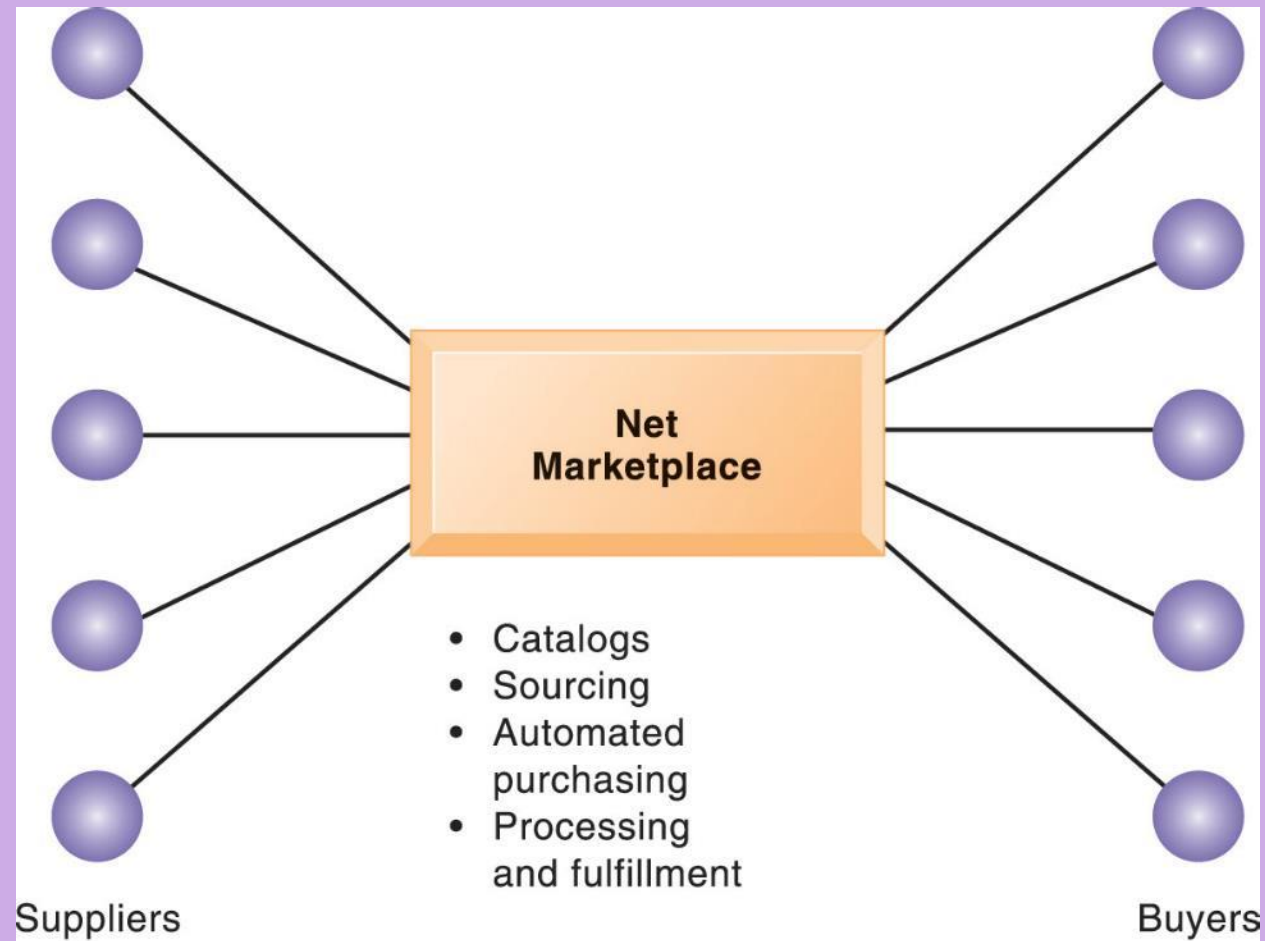 Net
Marketplace
• Catalogs
• Sourcing
• Automated
purchasing
• Processing
and fulfillment
Suppliers
Buyers